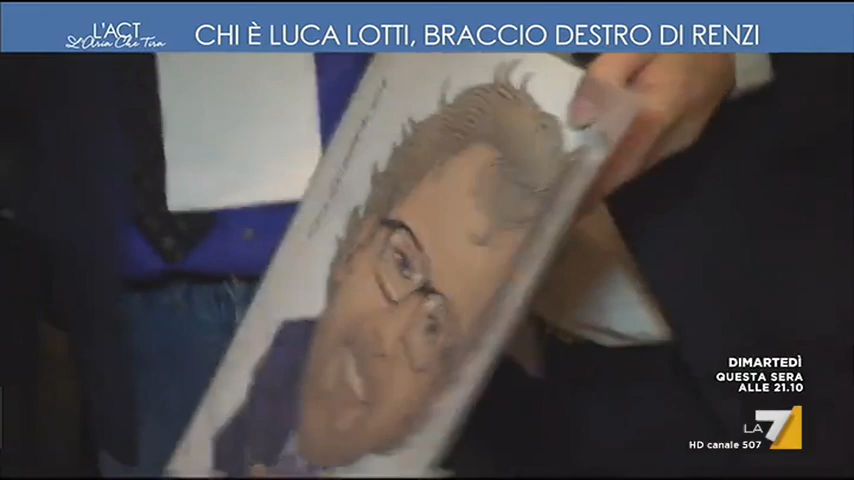 L'ACT
L'Aria Che Tira
CHI È LUCA LOTTI, BRACCIO DESTRO DI RENZI
DIMARTEDÌ
QUESTA SERA
ALLE 21.10
LA7
HD canale 507